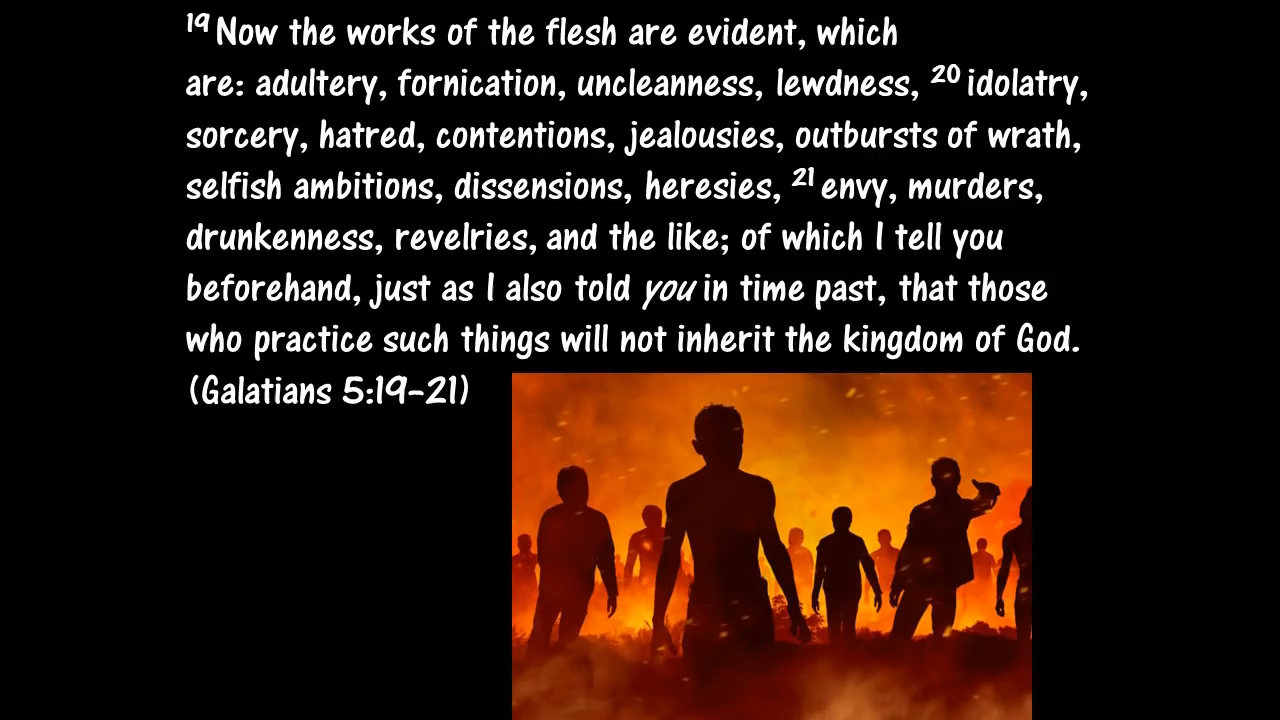 19 Now the works of the flesh are evident, which
are: adultery, fornication, uncleanness, lewdness, 20 idolatry,
sorcery, hatred, contentions, jealousies, outbursts of wrath,
selfish ambitions, dissensions, heresies, 21 envy, murders,
drunkenness, revelries, and the like; of which I tell you
beforehand, just as I also told you in time past, that those
who practice such things will not inherit the kingdom of God.
(Galatians 5:19-21)